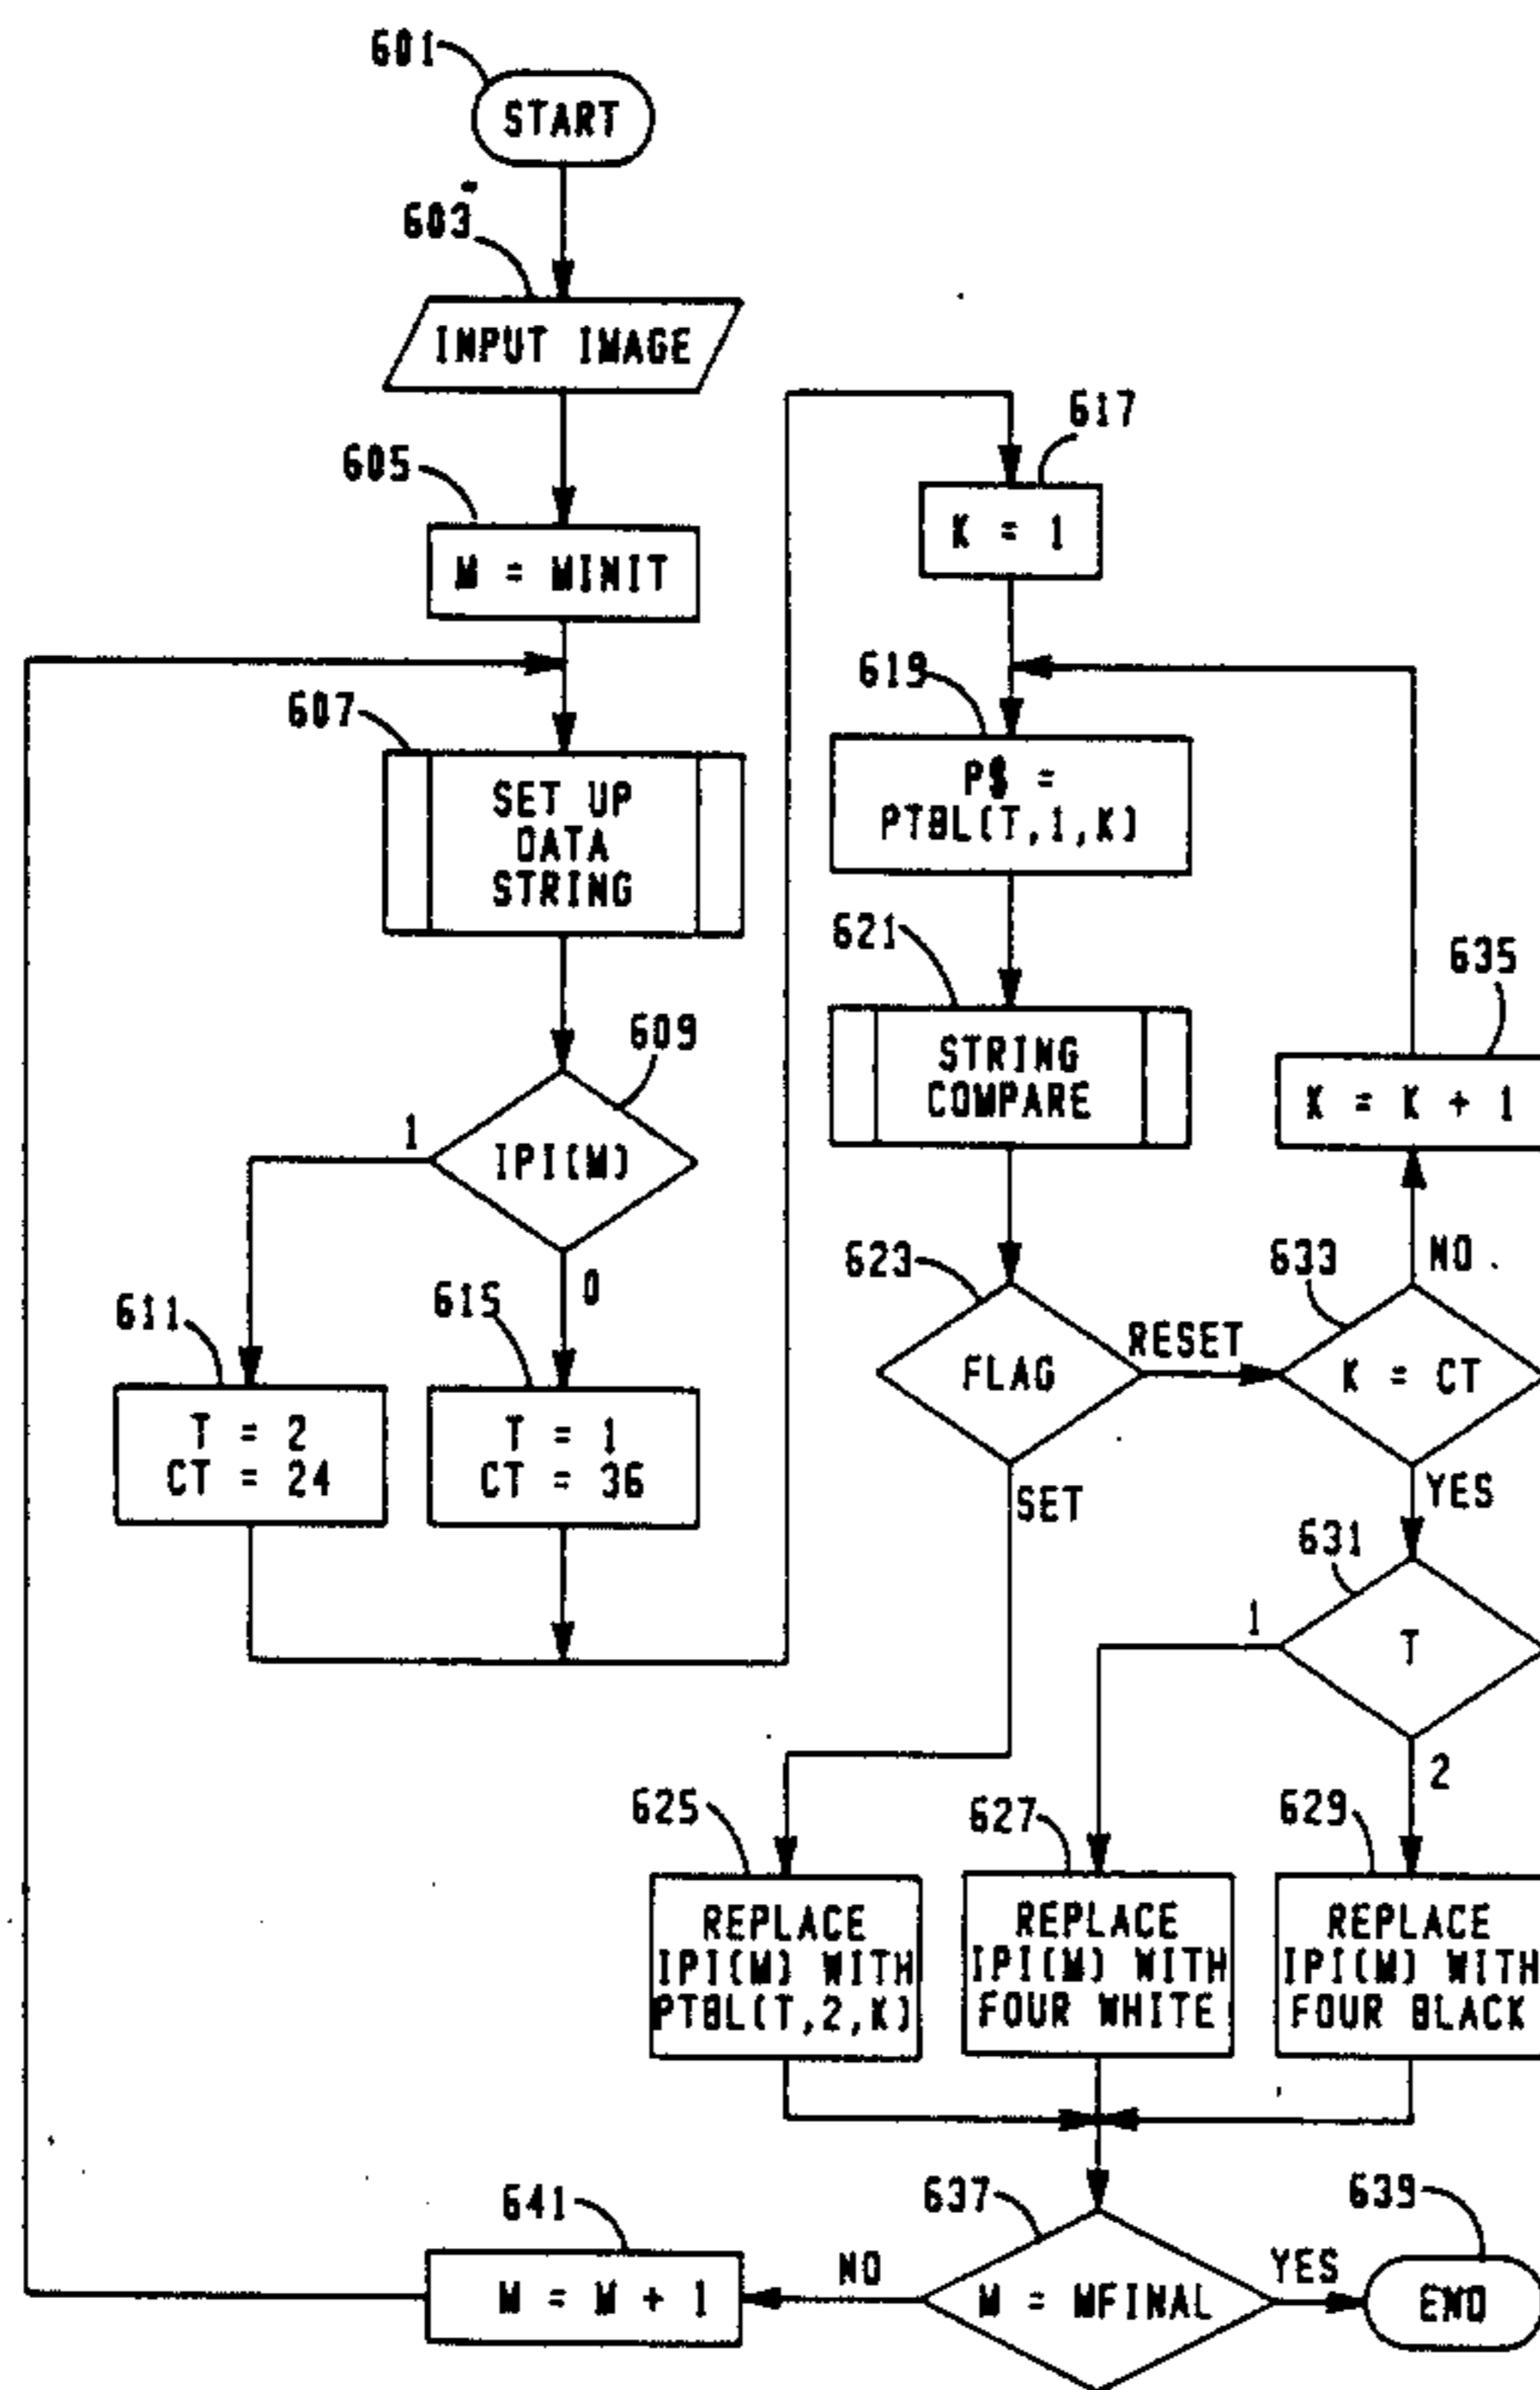 601
START
603
INPUT IMAGE
605
M = MINIT
607
SET UP
DATA
STRING
609
IPI(M)
1
0
611
T = 2
CT = 24
615
T = 1
CT = 36
617
K = 1
619
P$ =
PTBL(T,1,K)
621
STRING
COMPARE
635
K = K + 1
623
FLAG
RESET
SET
633
NO
K = CT
YES
631
T
1
2
625
REPLACE
IPI(M) WITH
PTBL(T,2,K)
627
REPLACE
IPI(M) WITH
FOUR WHITE
629
REPLACE
IPI(M) WITH
FOUR BLACK
641
M = M + 1
NO
637
M = MFINAL
YES
639
END